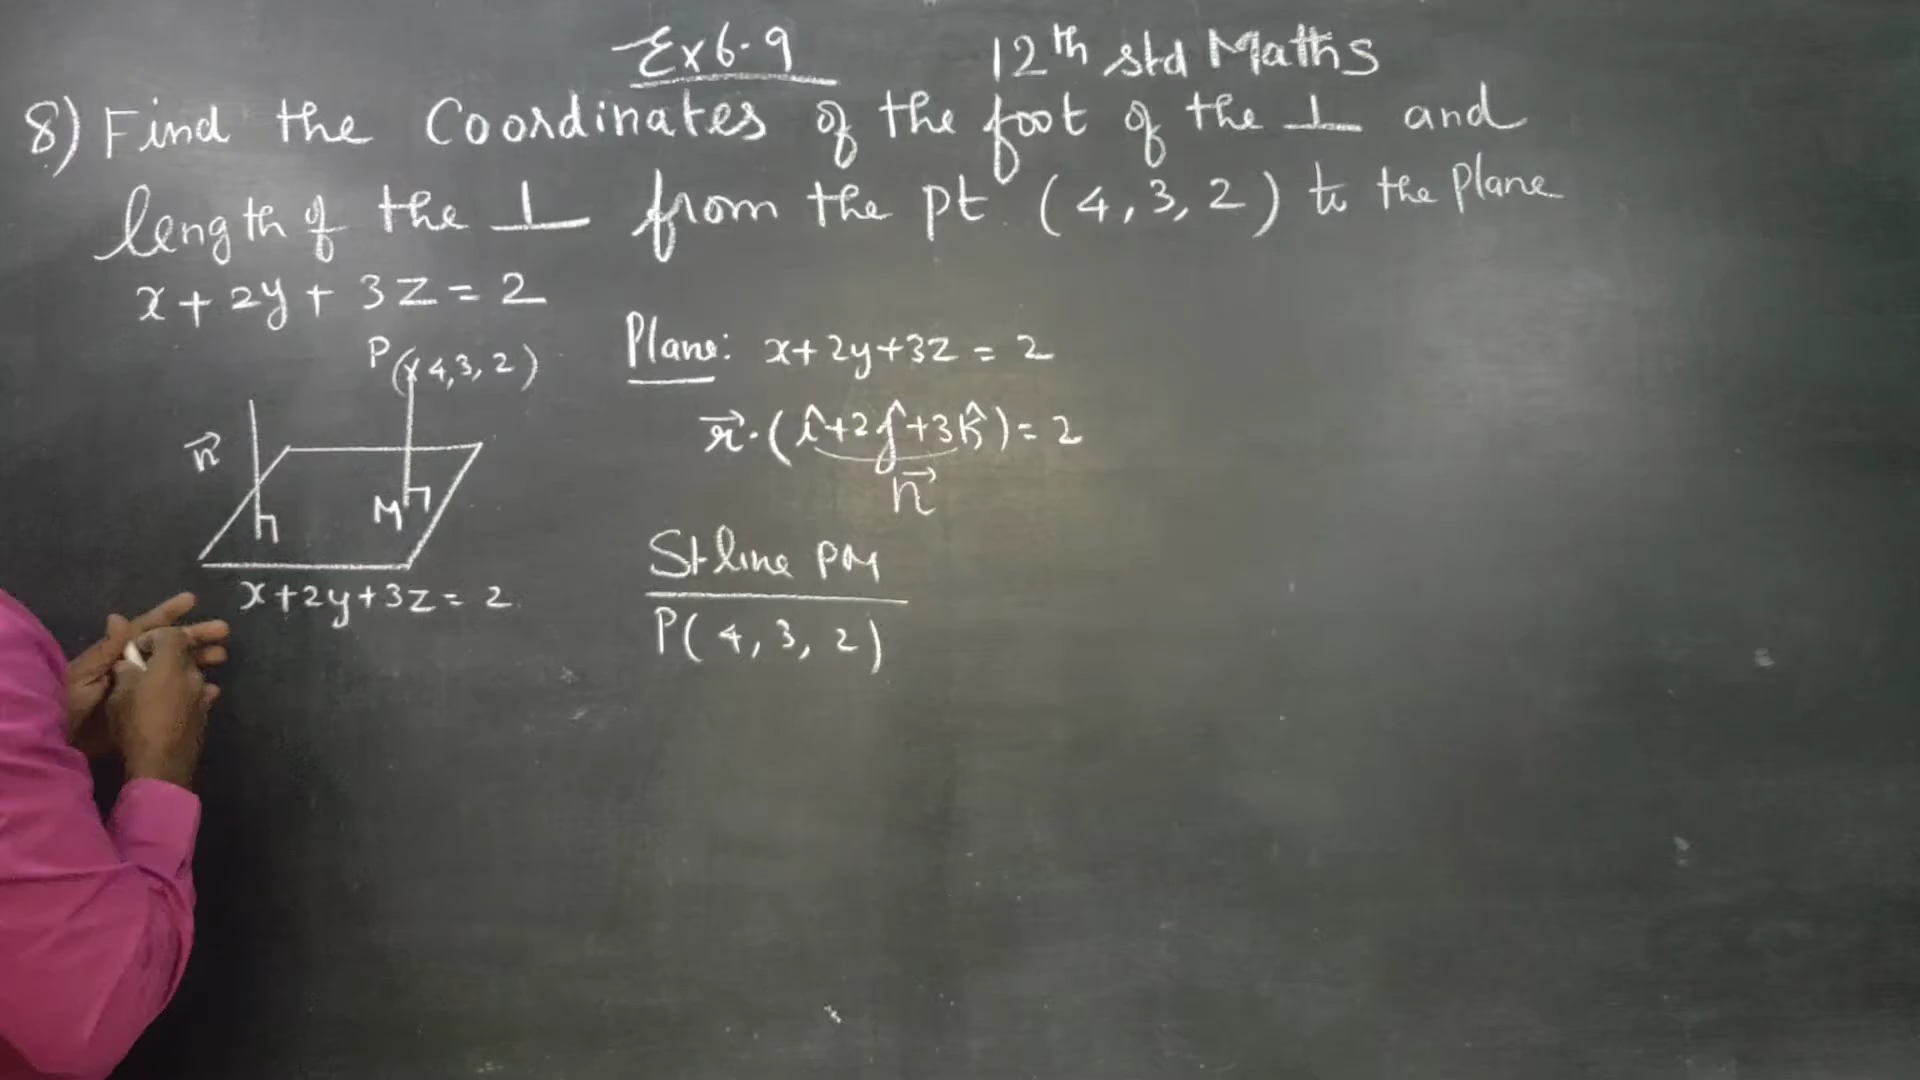 Ex 6.9 12th std Maths
8) Find the Coordinates of the foot of the ⊥ and
length of the ⊥ from the pt. (4, 3, 2) to the Plane
x + 2y + 3z = 2
P(4, 3, 2)
n⃗
M
x + 2y + 3z = 2
Plane: x + 2y + 3z = 2
r⃗·(î + 2ĵ + 3k̂) = 2
n⃗
St line PM
P(4, 3, 2)